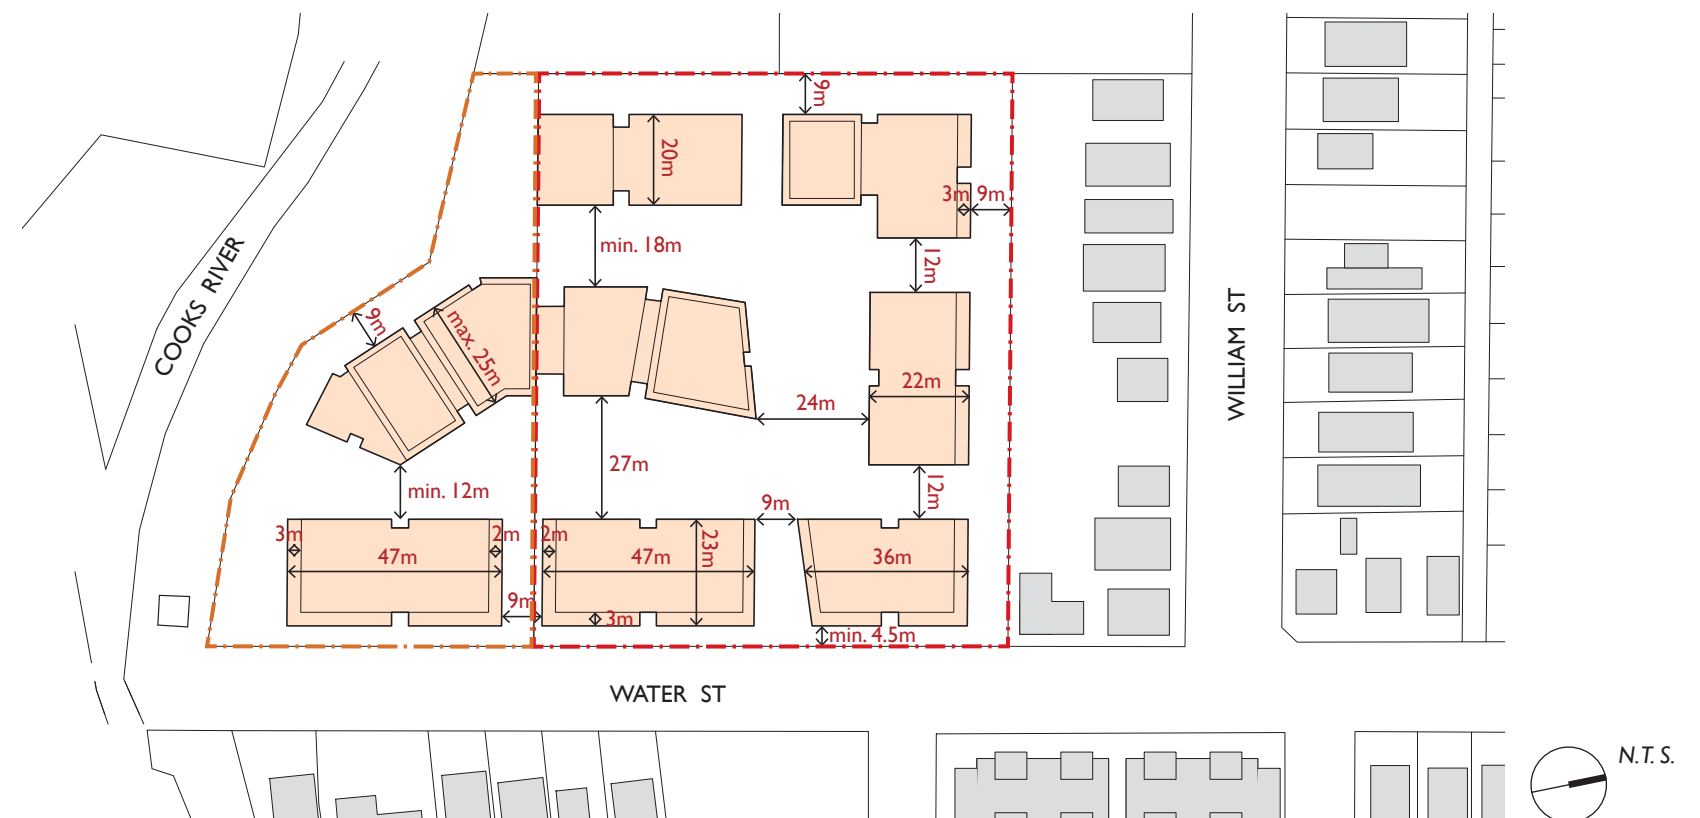 9m
20m
3m 9m
min. 18m
12m
COOKS RIVER
9m
max. 25m
22m
24m
WILLIAM ST
27m
min. 12m
12m
9m
3m
47m
2m
2m
47m
23m
36m
9m
3m
min. 4.5m
WATER ST
N.T. S.